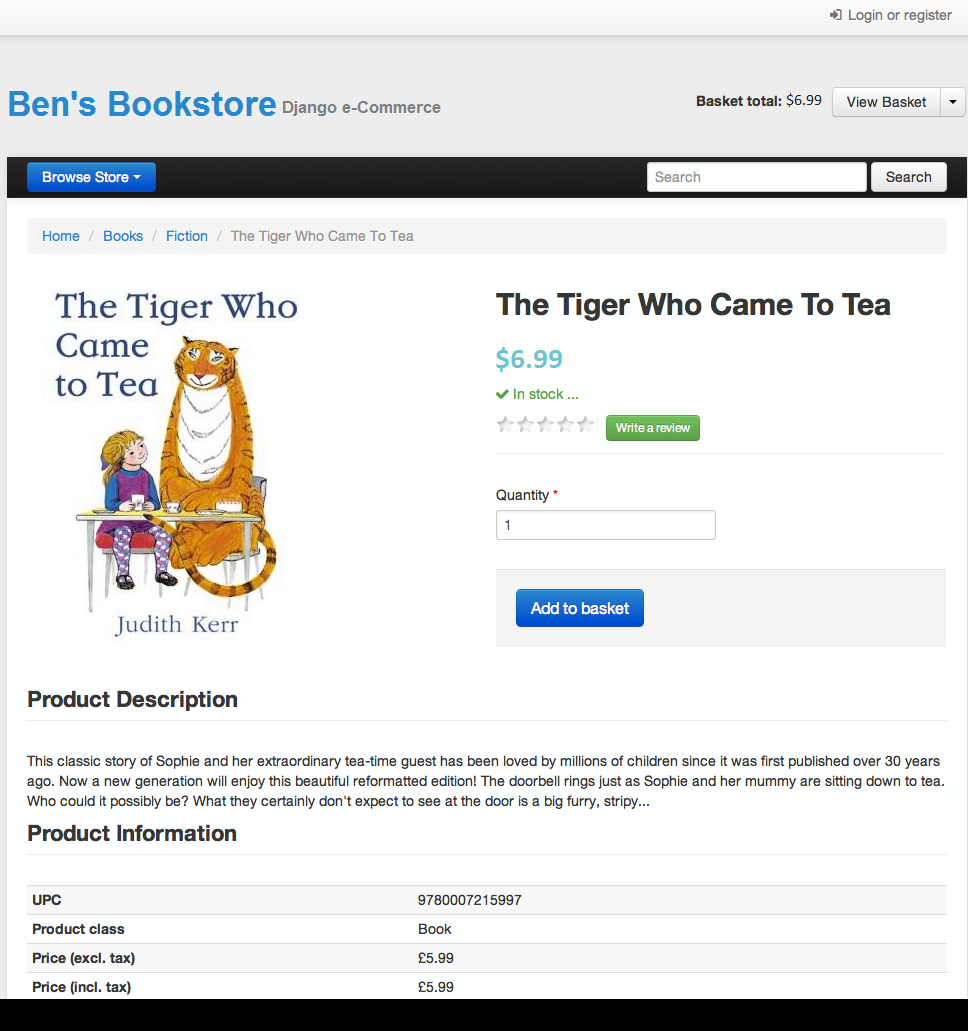 Login or register
Ben's Bookstore Django e-Commerce
Basket total: $6.99 View Basket
Browse Store Search Search
Home / Books / Fiction / The Tiger Who Came To Tea
The Tiger Who
Came
to Tea
Judith Kerr
The Tiger Who Came To Tea
$6.99
In stock ...
Write a review
Quantity *
1
Add to basket
Product Description
This classic story of Sophie and her extraordinary tea-time guest has been loved by millions of children since it was first published over 30 years
ago. Now a new generation will enjoy this beautiful reformatted edition! The doorbell rings just as Sophie and her mummy are sitting down to tea.
Who could it possibly be? What they certainly don't expect to see at the door is a big furry, stripy...
Product Information
UPC 9780007215997
Product class Book
Price (excl. tax) £5.99
Price (incl. tax) £5.99